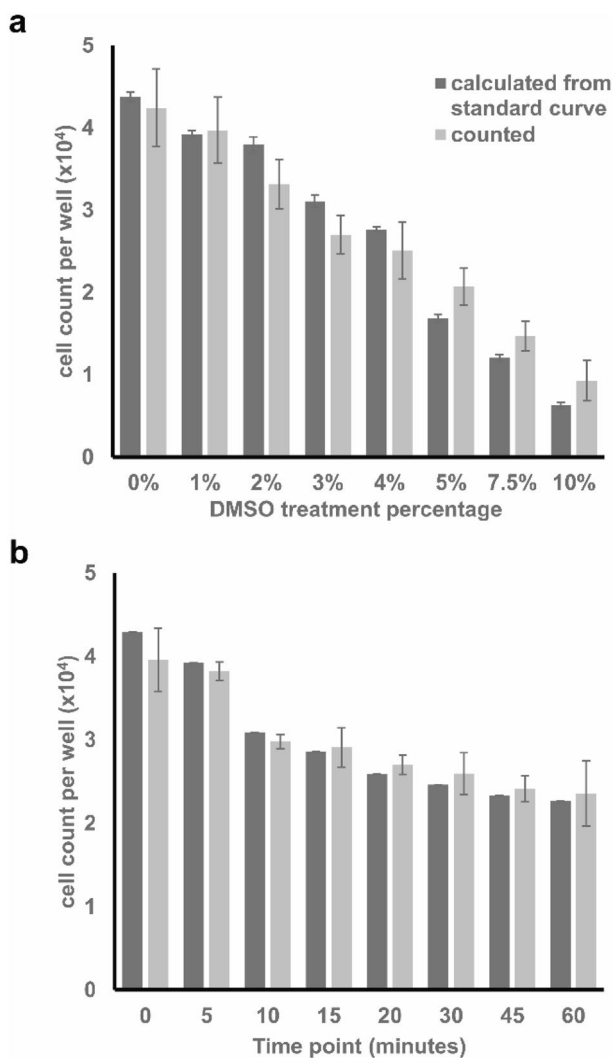 a
5
4
3
2
1
0
cell count per well (x10⁴)
calculated from
standard curve
counted
0% 1% 2% 3% 4% 5% 7.5% 10%
DMSO treatment percentage
b
5
4
3
2
1
0
cell count per well (x10⁴)
0 5 10 15 20 30 45 60
Time point (minutes)